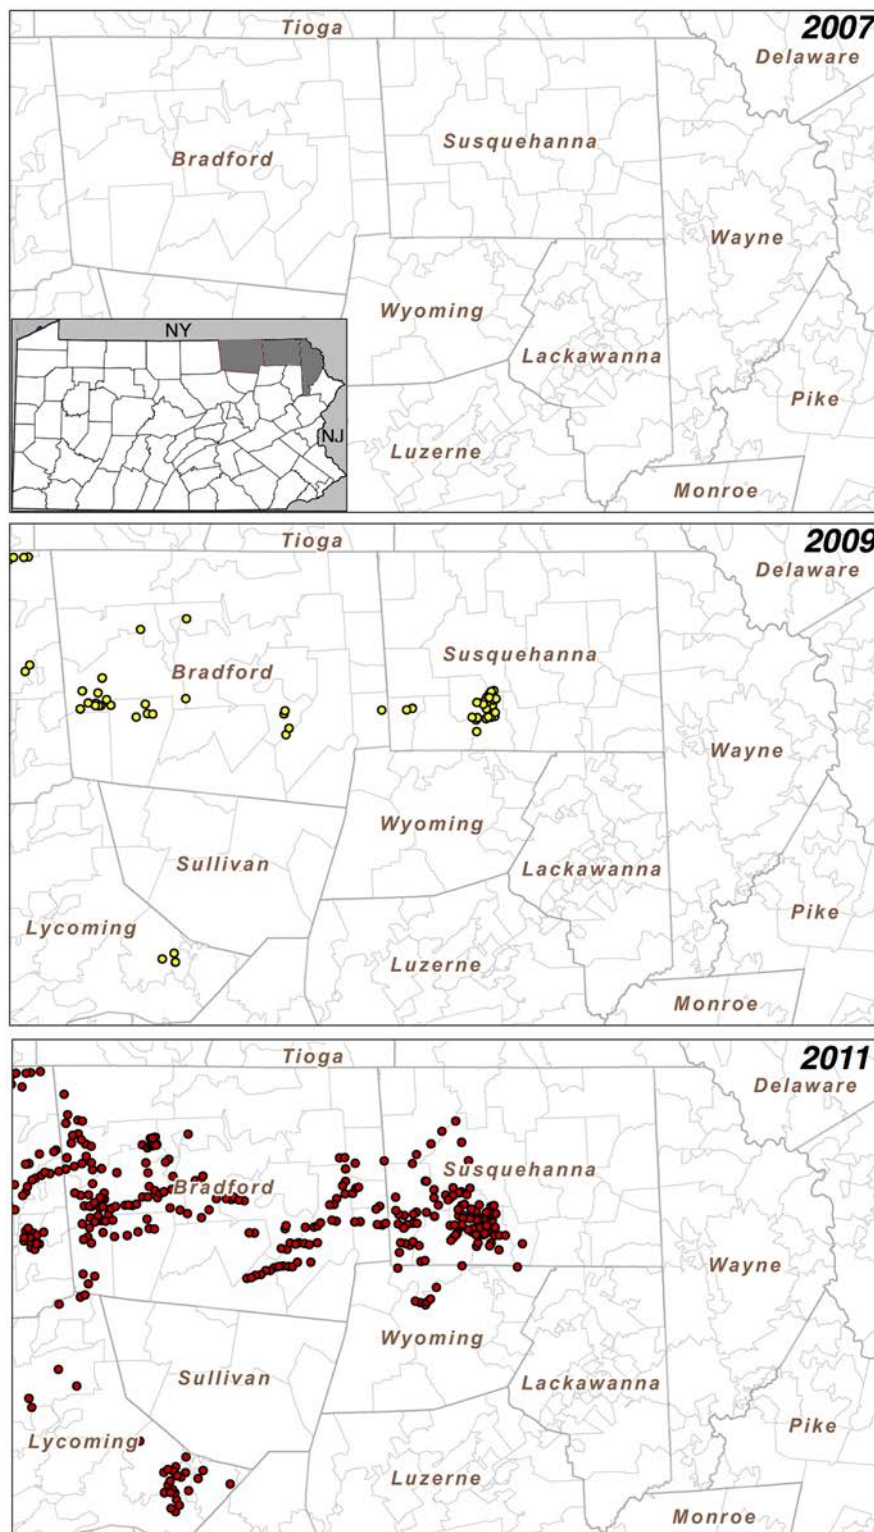 Tioga
2007
Delaware
Susquehanna
Bradford
Wayne
Wyoming
NY
Lackawanna
Pike
NJ
Luzerne
Monroe
Tioga
2009
Delaware
Susquehanna
Bradford
Wayne
Wyoming
Sullivan
Lackawanna
Pike
Lycoming
Luzerne
Monroe
Tioga
2011
Delaware
Susquehanna
Bradford
Wayne
Wyoming
Sullivan
Lackawanna
Pike
Lycoming
Luzerne
Monroe